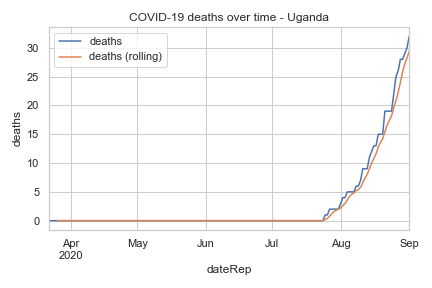 COVID-19 deaths over time - Uganda
deaths
deaths (rolling)
30
25
20
15
10
5
0
deaths
Apr
2020
May
Jun
Jul
Aug
Sep
dateRep